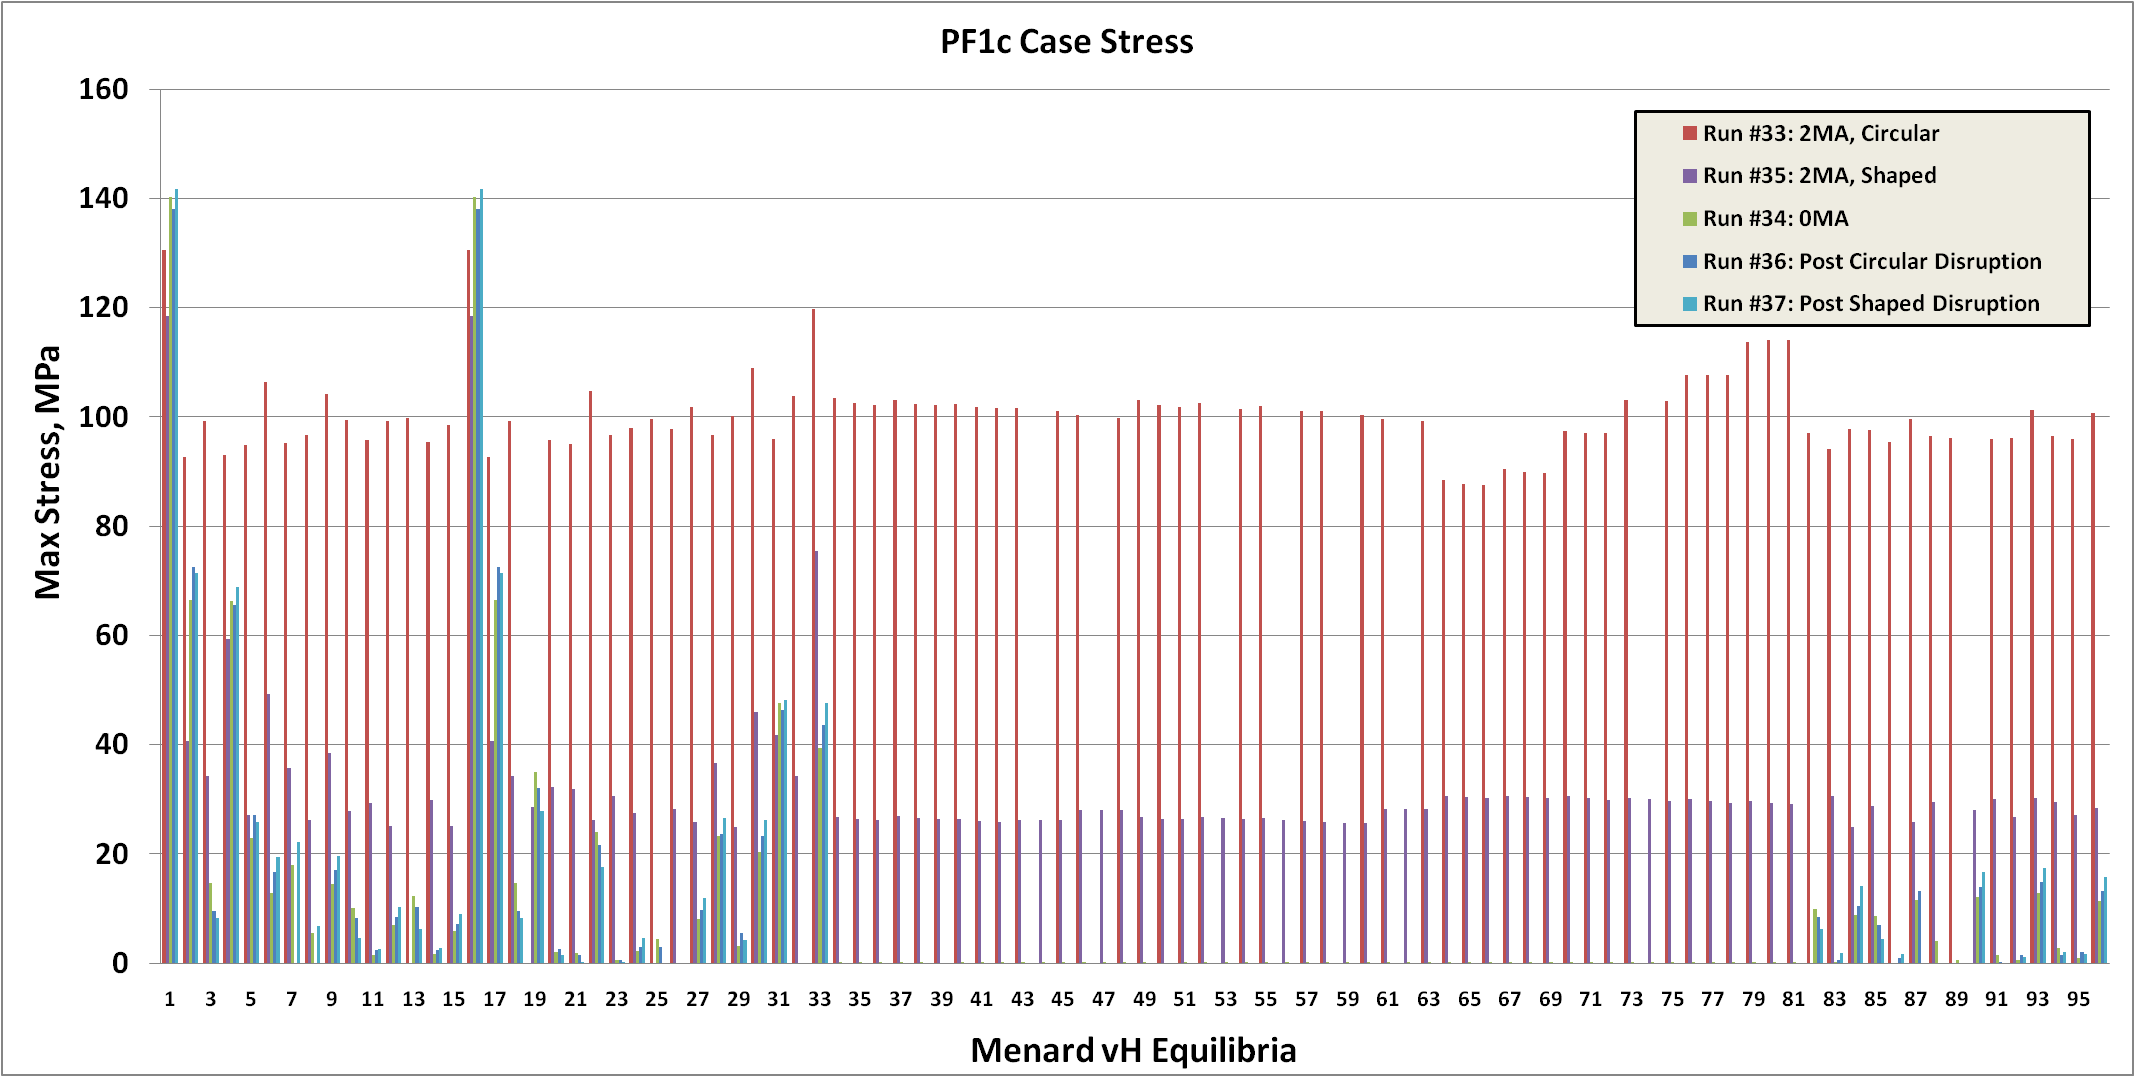 PF1c Case Stress
160
140
120
100
80
60
40
20
0
Max Stress, MPa
Run #33: 2MA, Circular
Run #35: 2MA, Shaped
Run #34: 0MA
Run #36: Post Circular Disruption
Run #37: Post Shaped Disruption
1 3 5 7 9 11 13 15 17 19 21 23 25 27 29 31 33 35 37 39 41 43 45 47 49 51 53 55 57 59 61 63 65 67 69 71 73 75 77 79 81 83 85 87 89 91 93 95
Menard vH Equilibria